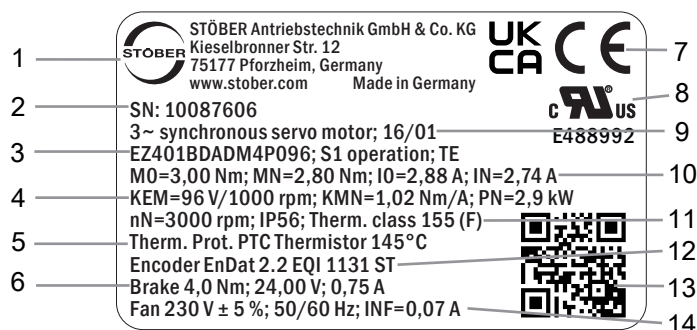 STÖBER Antriebstechnik GmbH & Co. KG
Kieselbronner Str. 12
75177 Pforzheim, Germany
www.stober.com Made in Germany
STÖBER
UK
CA
CE
SN: 10087606
c RU US
3~ synchronous servo motor; 16/01
E488992
EZ401BDADM4P096; S1 operation; TE
M0=3,00 Nm; MN=2,80 Nm; I0=2,88 A; IN=2,74 A
KEM=96 V/1000 rpm; KMN=1,02 Nm/A; PN=2,9 kW
nN=3000 rpm; IP56; Therm. class 155 (F)
Therm. Prot. PTC Thermistor 145°C
Encoder EnDat 2.2 EQI 1131 ST
Brake 4,0 Nm; 24,00 V; 0,75 A
Fan 230 V ± 5 %; 50/60 Hz; INF=0,07 A
1
2
3
4
5
6
7
8
9
10
11
12
13
14